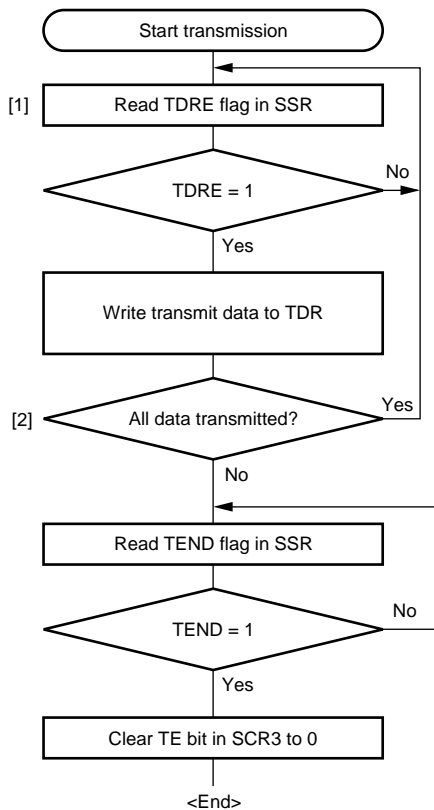 Start transmission
[1]
Read TDRE flag in SSR
No
TDRE = 1
Yes
Write transmit data to TDR
Yes
[2]
All data transmitted?
No
Read TEND flag in SSR
No
TEND = 1
Yes
Clear TE bit in SCR3 to 0
<End>